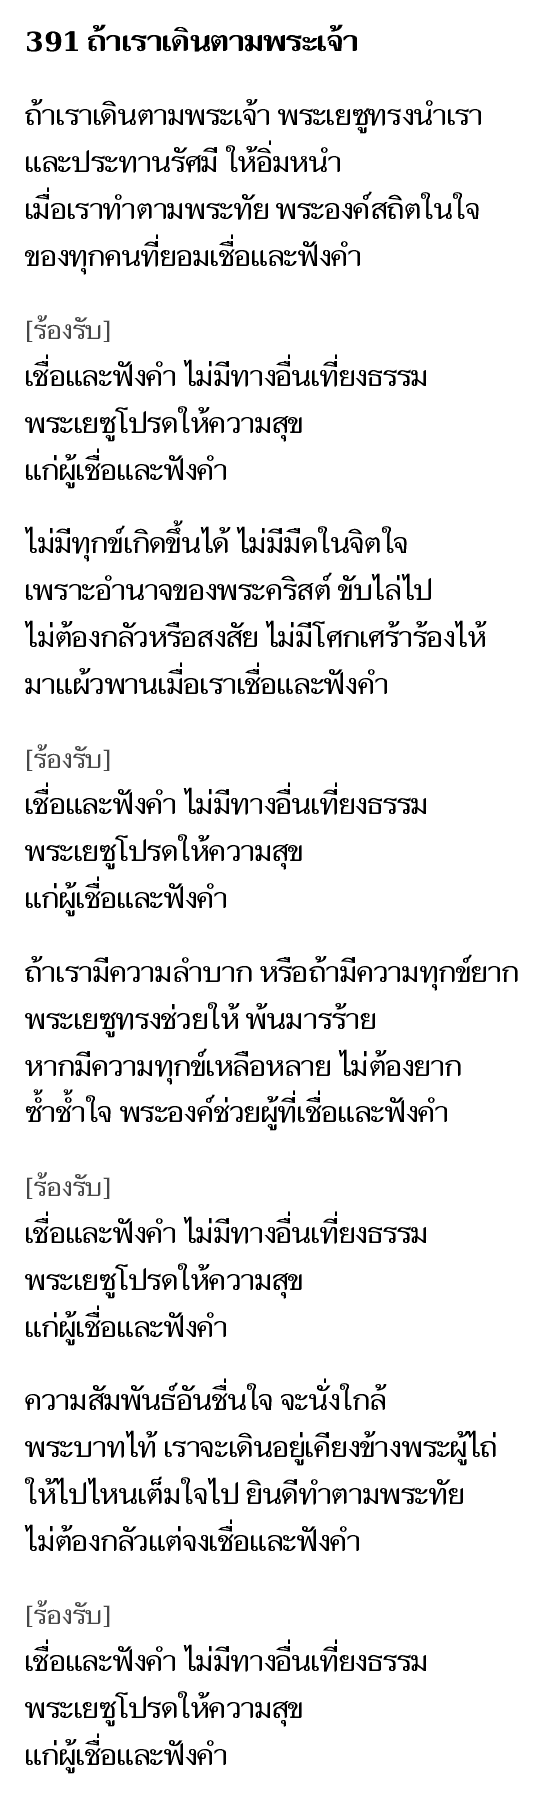 391 ถ้าเราเดินตามพระเจ้า
ถ้าเราเดินตามพระเจ้า พระเยซูทรงนำเรา
และประทานรัศมี ให้อิ่มหนำ
เมื่อเราทำตามพระทัย พระองค์สถิตในใจ
ของทุกคนที่ยอมเชื่อและฟังคำ
[ร้องรับ]
เชื่อและฟังคำ ไม่มีทางอื่นเที่ยงธรรม
พระเยซูโปรดให้ความสุข
แก่ผู้เชื่อและฟังคำ
ไม่มีทุกข์เกิดขึ้นได้ ไม่มีมืดในจิตใจ
เพราะอำนาจของพระคริสต์ ขับไล่ไป
ไม่ต้องกลัวหรือสงสัย ไม่มีโศกเศร้าร้องไห้
มาแผ้วพานเมื่อเราเชื่อและฟังคำ
[ร้องรับ]
เชื่อและฟังคำ ไม่มีทางอื่นเที่ยงธรรม
พระเยซูโปรดให้ความสุข
แก่ผู้เชื่อและฟังคำ
ถ้าเรามีความลำบาก หรือถ้ามีความทุกข์ยาก
พระเยซูทรงช่วยให้ พ้นมารร้าย
หากมีความทุกข์เหลือหลาย ไม่ต้องยาก
ซ้ำช้ำใจ พระองค์ช่วยผู้ที่เชื่อและฟังคำ
[ร้องรับ]
เชื่อและฟังคำ ไม่มีทางอื่นเที่ยงธรรม
พระเยซูโปรดให้ความสุข
แก่ผู้เชื่อและฟังคำ
ความสัมพันธ์อันชื่นใจ จะนั่งใกล้
พระบาทไท้ เราจะเดินอยู่เคียงข้างพระผู้ไถ่
ให้ไปไหนเต็มใจไป ยินดีทำตามพระทัย
ไม่ต้องกลัวแต่จงเชื่อและฟังคำ
[ร้องรับ]
เชื่อและฟังคำ ไม่มีทางอื่นเที่ยงธรรม
พระเยซูโปรดให้ความสุข
แก่ผู้เชื่อและฟังคำ